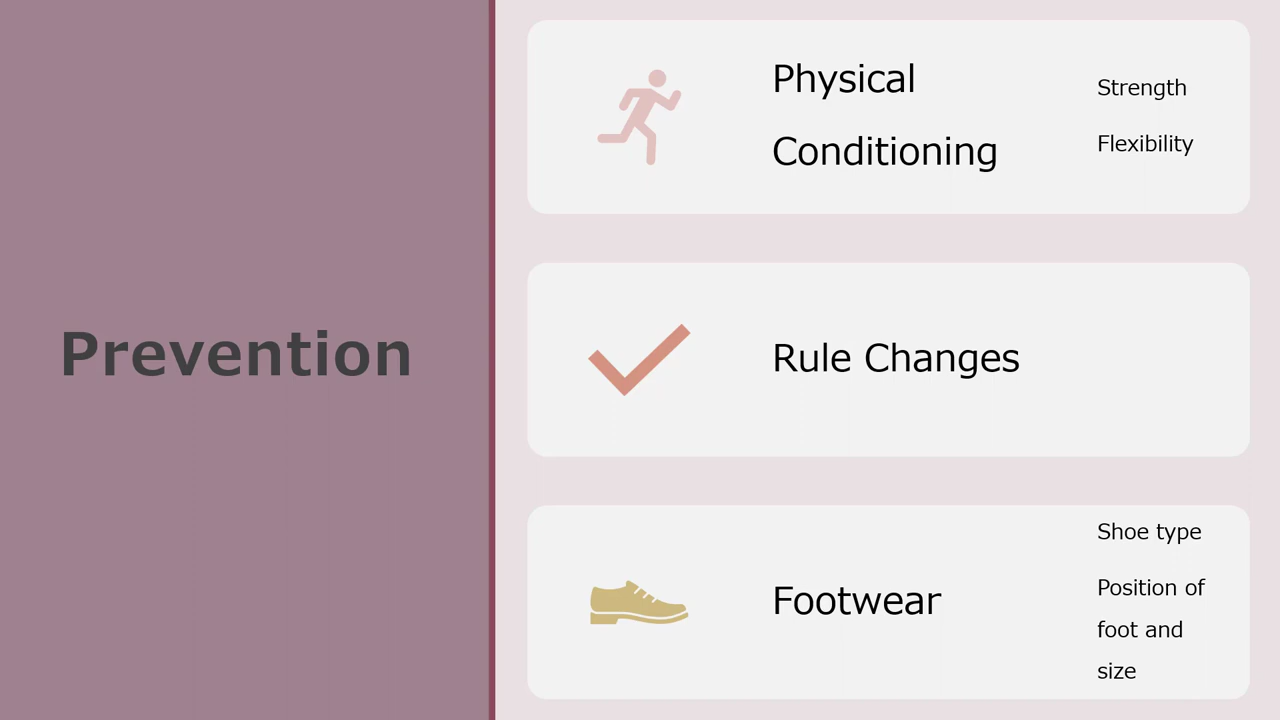 Prevention
Physical
Conditioning
Strength
Flexibility
Rule Changes
Footwear
Shoe type
Position of
foot and
size